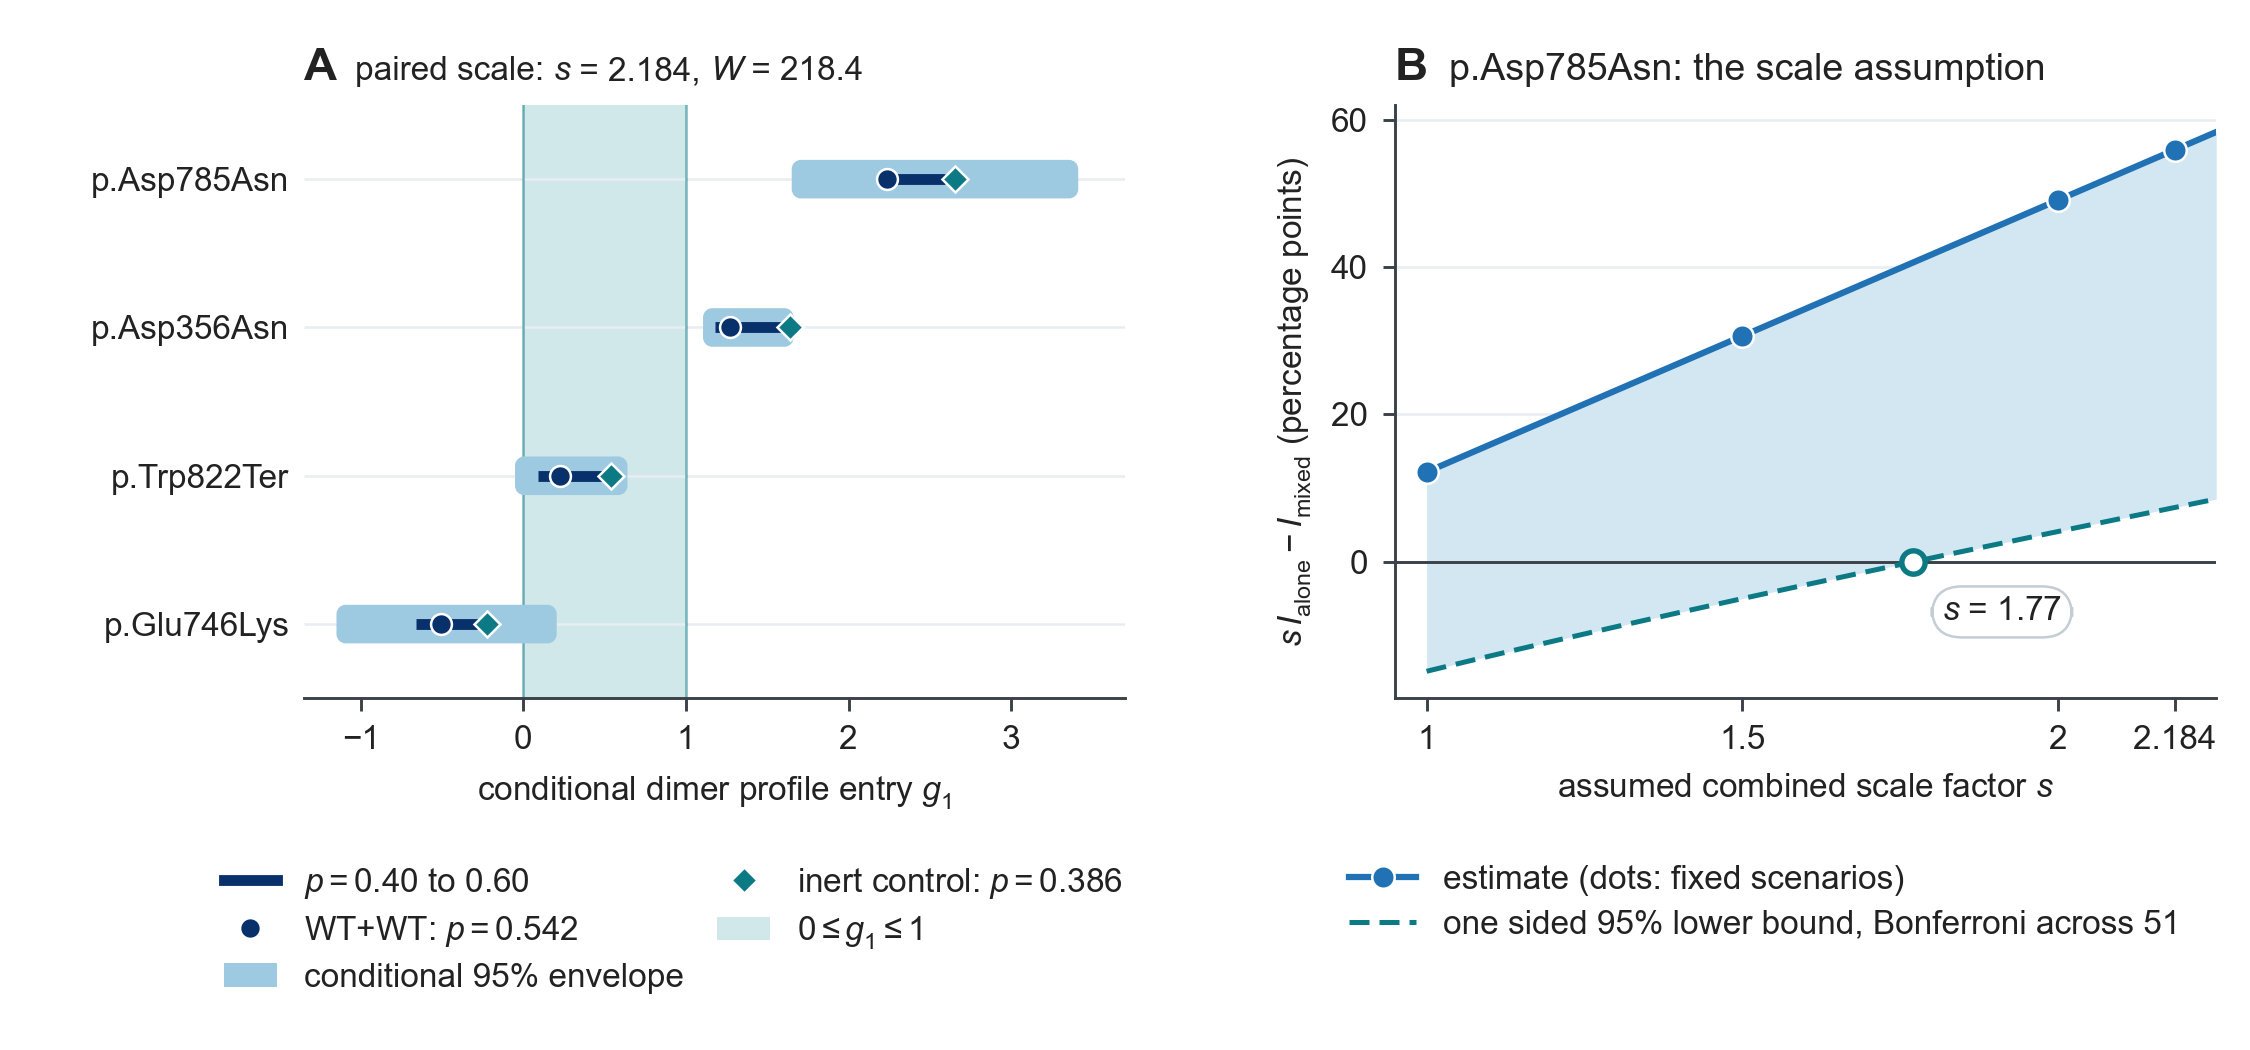 A paired scale: s = 2.184, W = 218.4
p.Asp785Asn
p.Asp356Asn
p.Trp822Ter
p.Glu746Lys
−1 0 1 2 3
conditional dimer profile entry g₁
p = 0.40 to 0.60
WT+WT: p = 0.542
conditional 95% envelope
inert control: p = 0.386
0 ≤ g₁ ≤ 1
B p.Asp785Asn: the scale assumption
s I_alone − I_mixed (percentage points)
60
40
20
0
s = 1.77
1 1.5 2 2.184
assumed combined scale factor s
estimate (dots: fixed scenarios)
one sided 95% lower bound, Bonferroni across 51